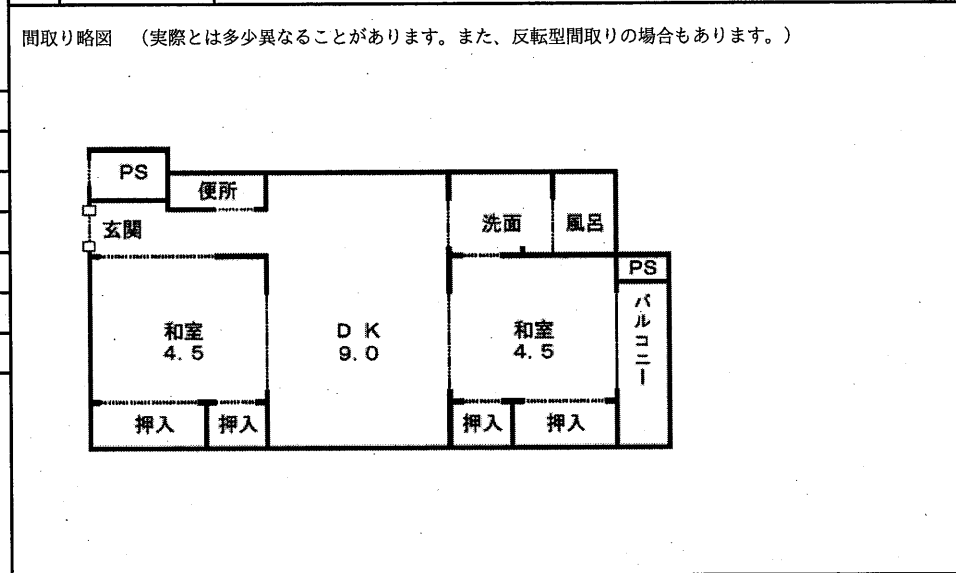 間取り略図　（実際とは多少異なることがあります。また、反転型間取りの場合もあります。）
PS
便所
玄関
洗面
風呂
PS
和室
4.5
DK
9.0
和室
4.5
バルコニー
押入
押入
押入
押入